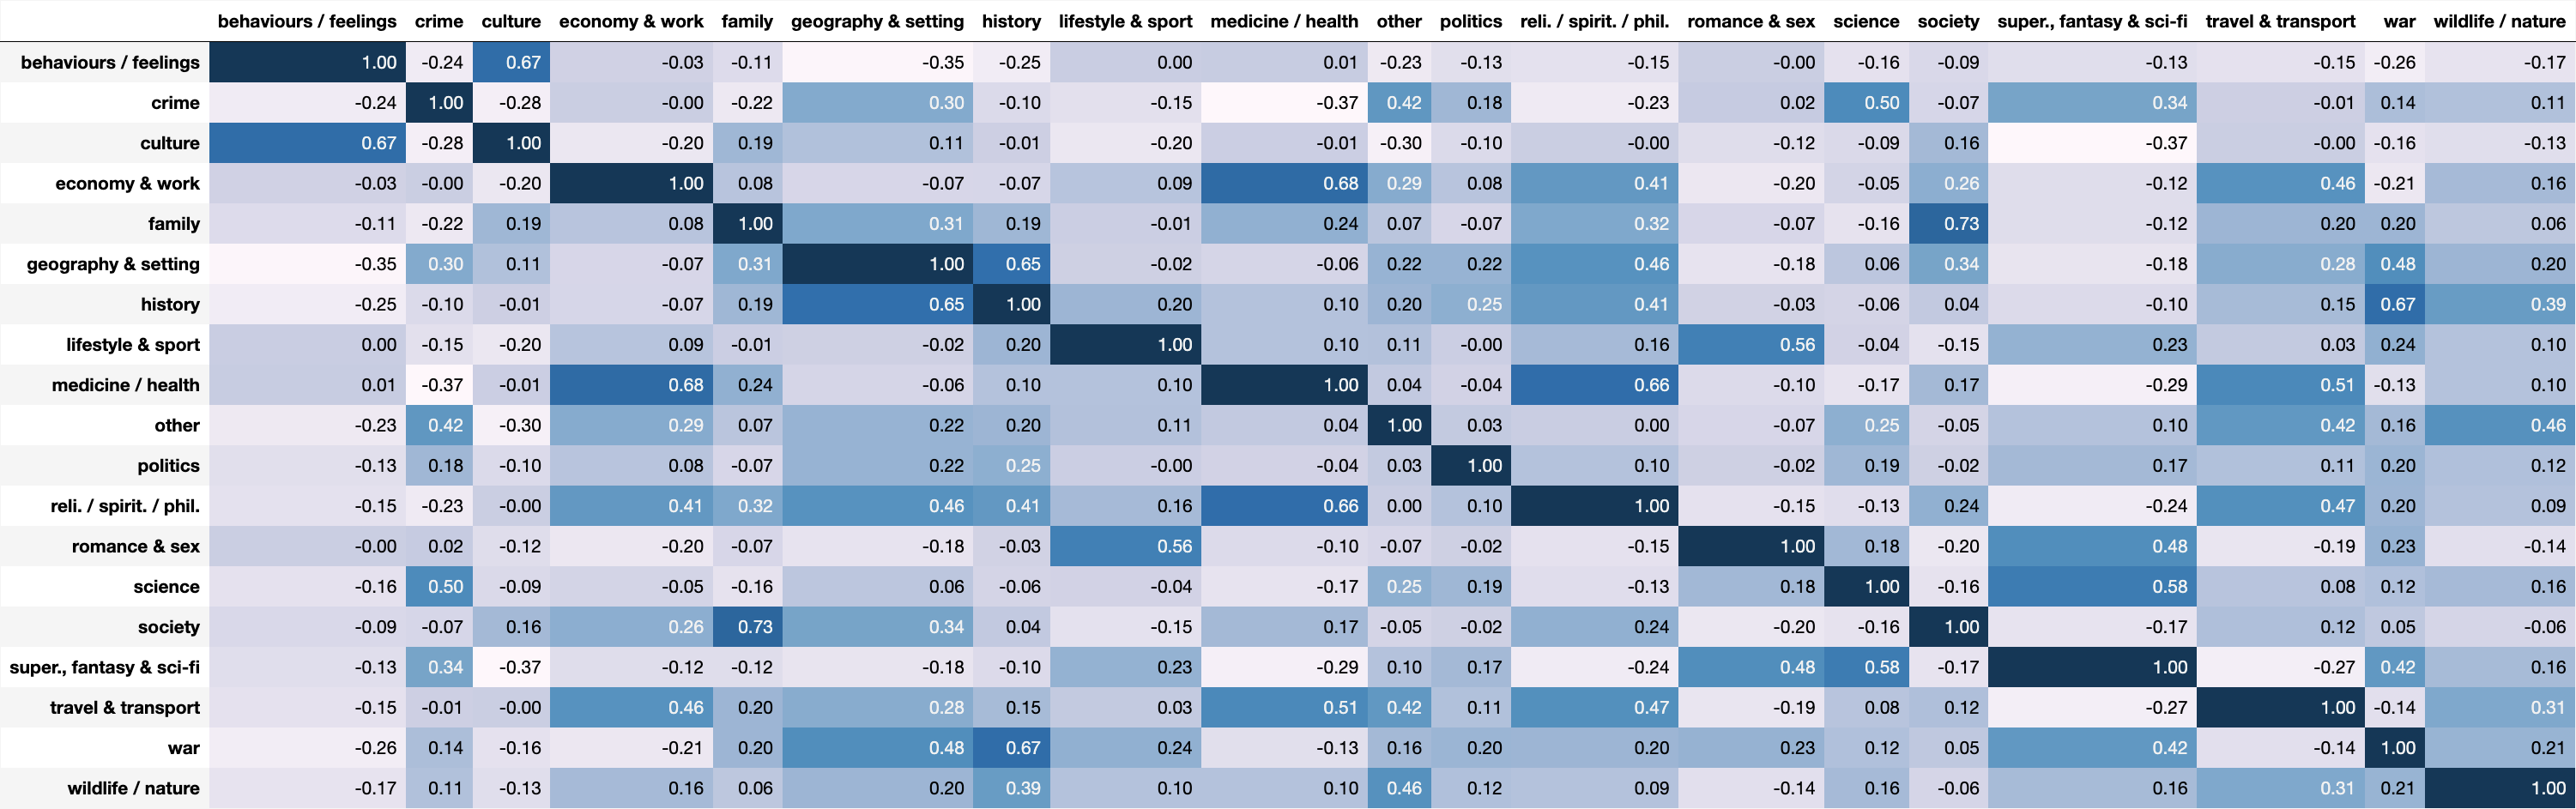 behaviours / feelings crime culture economy & work family geography & setting history lifestyle & sport medicine / health other politics reli. / spirit. / phil. romance & sex science society super., fantasy & sci-fi travel & transport war wildlife / nature
behaviours / feelings 1.00 -0.24 0.67 -0.03 -0.11 -0.35 -0.25 0.00 0.01 -0.23 -0.13 -0.15 -0.00 -0.16 -0.09 -0.13 -0.15 -0.26 -0.17
crime -0.24 1.00 -0.28 -0.00 -0.22 0.30 -0.10 -0.15 -0.37 0.42 0.18 -0.23 0.02 0.50 -0.07 0.34 -0.01 0.14 0.11
culture 0.67 -0.28 1.00 -0.20 0.19 0.11 -0.01 -0.20 -0.01 -0.30 -0.10 -0.00 -0.12 -0.09 0.16 -0.37 -0.00 -0.16 -0.13
economy & work -0.03 -0.00 -0.20 1.00 0.08 -0.07 -0.07 0.09 0.68 0.29 0.08 0.41 -0.20 -0.05 0.26 -0.12 0.46 -0.21 0.16
family -0.11 -0.22 0.19 0.08 1.00 0.31 0.19 -0.01 0.24 0.07 -0.07 0.32 -0.07 -0.16 0.73 -0.12 0.20 0.20 0.06
geography & setting -0.35 0.30 0.11 -0.07 0.31 1.00 0.65 -0.02 -0.06 0.22 0.22 0.46 -0.18 0.06 0.34 -0.18 0.28 0.48 0.20
history -0.25 -0.10 -0.01 -0.07 0.19 0.65 1.00 0.20 0.10 0.20 0.25 0.41 -0.03 -0.06 0.04 -0.10 0.15 0.67 0.39
lifestyle & sport 0.00 -0.15 -0.20 0.09 -0.01 -0.02 0.20 1.00 0.10 0.11 -0.00 0.16 0.56 -0.04 -0.15 0.23 0.03 0.24 0.10
medicine / health 0.01 -0.37 -0.01 0.68 0.24 -0.06 0.10 0.10 1.00 0.04 -0.04 0.66 -0.10 -0.17 0.17 -0.29 0.51 -0.13 0.10
other -0.23 0.42 -0.30 0.29 0.07 0.22 0.20 0.11 0.04 1.00 0.03 0.00 -0.07 0.25 -0.05 0.10 0.42 0.16 0.46
politics -0.13 0.18 -0.10 0.08 -0.07 0.22 0.25 -0.00 -0.04 0.03 1.00 0.10 -0.02 0.19 -0.02 0.17 0.11 0.20 0.12
reli. / spirit. / phil. -0.15 -0.23 -0.00 0.41 0.32 0.46 0.41 0.16 0.66 0.00 0.10 1.00 -0.15 -0.13 0.24 -0.24 0.47 0.20 0.09
romance & sex -0.00 0.02 -0.12 -0.20 -0.07 -0.18 -0.03 0.56 -0.10 -0.07 -0.02 -0.15 1.00 0.18 -0.20 0.48 -0.19 0.23 -0.14
science -0.16 0.50 -0.09 -0.05 -0.16 0.06 -0.06 -0.04 -0.17 0.25 0.19 -0.13 0.18 1.00 -0.16 0.58 0.08 0.12 0.16
society -0.09 -0.07 0.16 0.26 0.73 0.34 0.04 -0.15 0.17 -0.05 -0.02 0.24 -0.20 -0.16 1.00 -0.17 0.12 0.05 -0.06
super., fantasy & sci-fi -0.13 0.34 -0.37 -0.12 -0.12 -0.18 -0.10 0.23 -0.29 0.10 0.17 -0.24 0.48 0.58 -0.17 1.00 -0.27 0.42 0.16
travel & transport -0.15 -0.01 -0.00 0.46 0.20 0.28 0.15 0.03 0.51 0.42 0.11 0.47 -0.19 0.08 0.12 -0.27 1.00 -0.14 0.31
war -0.26 0.14 -0.16 -0.21 0.20 0.48 0.67 0.24 -0.13 0.16 0.20 0.20 0.23 0.12 0.05 0.42 -0.14 1.00 0.21
wildlife / nature -0.17 0.11 -0.13 0.16 0.06 0.20 0.39 0.10 0.10 0.46 0.12 0.09 -0.14 0.16 -0.06 0.16 0.31 0.21 1.00